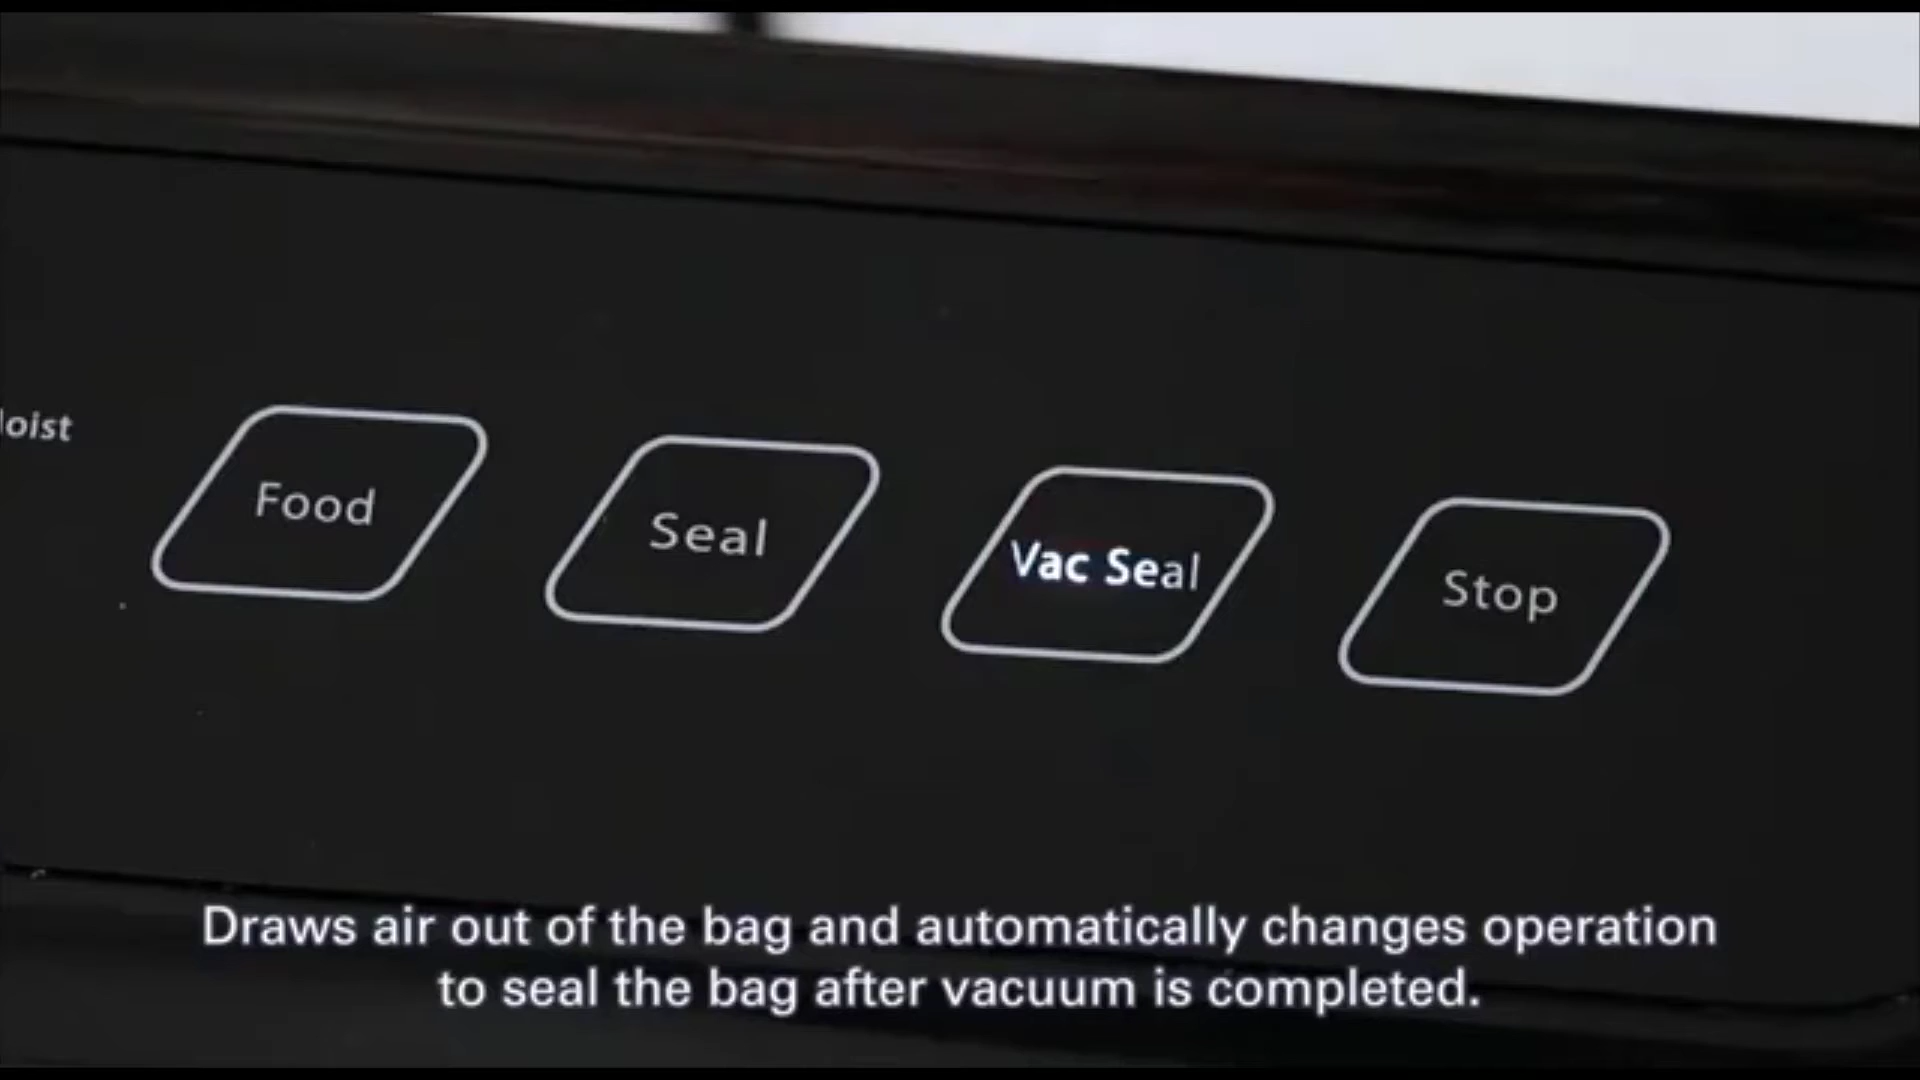 Food
Seal
Vac Seal
Stop
Draws air out of the bag and automatically changes operation
to seal the bag after vacuum is completed.